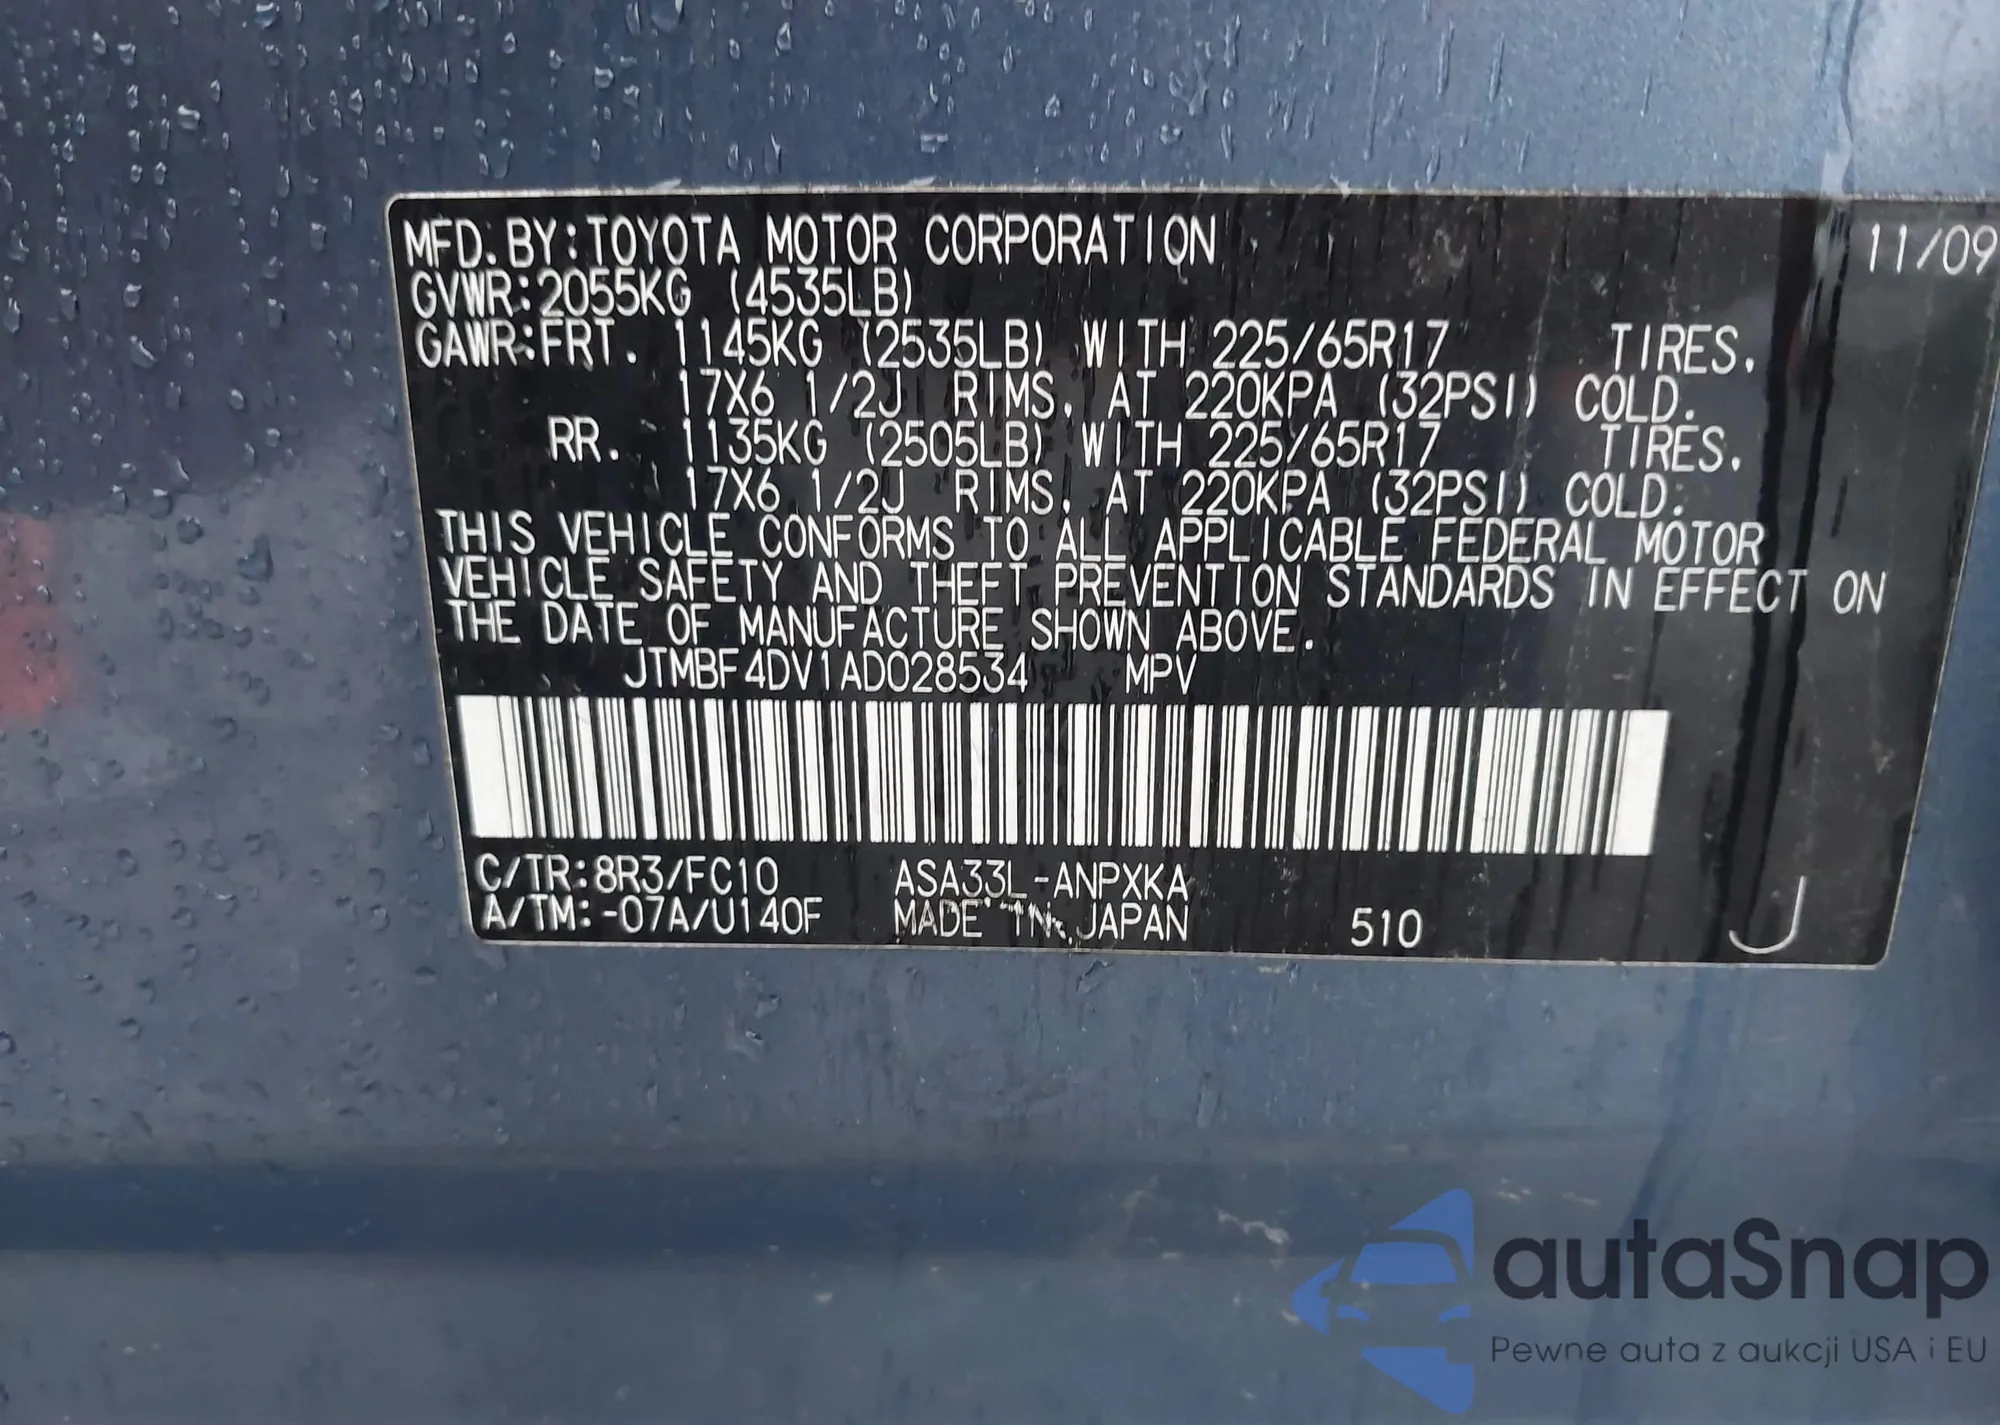 MFD. BY: TOYOTA MOTOR CORPORATION 11/09
GVWR: 2055KG (4535LB)
GAWR: FRT. 1145KG (2535LB) WITH 225/65R17 TIRES.
17X6 1/2J RIMS, AT 220KPA (32PSI) COLD.
RR. 1135KG (2505LB) WITH 225/65R17 TIRES.
17X6 1/2J RIMS, AT 220KPA (32PSI) COLD.
THIS VEHICLE CONFORMS TO ALL APPLICABLE FEDERAL MOTOR
VEHICLE SAFETY AND THEFT PREVENTION STANDARDS IN EFFECT ON
THE DATE OF MANUFACTURE SHOWN ABOVE.
JTMBF4DV1AD028534 MPV
C/TR: 8R3/FC10 ASA33L-ANPXKA
A/TM: -07A/U140F MADE IN JAPAN 510 J
autaSnap
Pewne auta z aukcji USA i EU